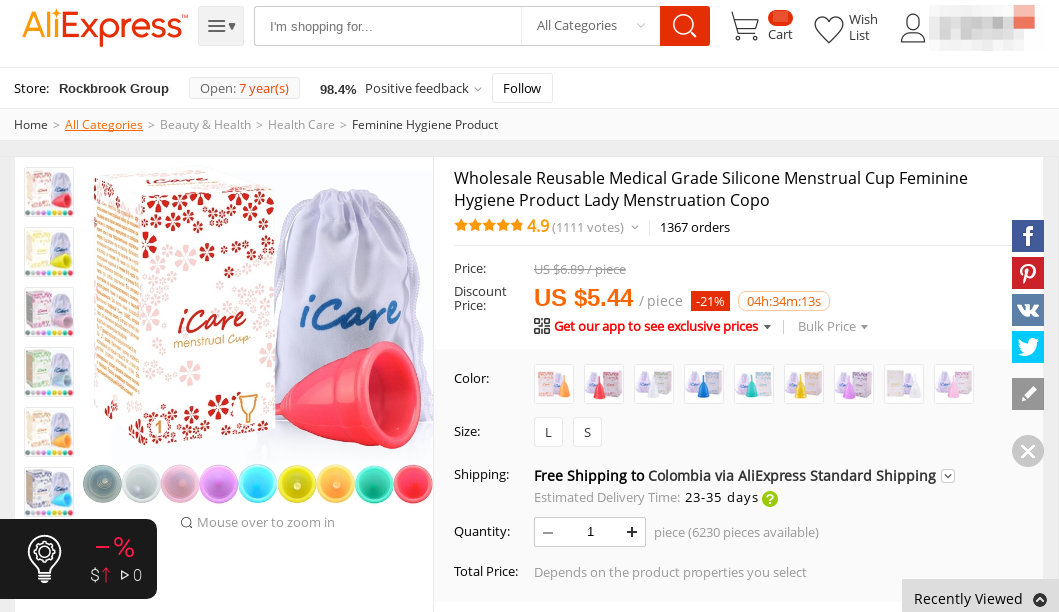 AliExpress™
I'm shopping for...
All Categories
Cart
Wish
List
Store: Rockbrook Group Open: 7 year(s) 98.4% Positive feedback Follow
Home > All Categories > Beauty & Health > Health Care > Feminine Hygiene Product
Wholesale Reusable Medical Grade Silicone Menstrual Cup Feminine
Hygiene Product Lady Menstruation Copo
4.9 (1111 votes) 1367 orders
Price: US $6.89 / piece
Discount
Price:
US $5.44 / piece -21% 04h:34m:13s
Get our app to see exclusive prices Bulk Price
iCare
iCare
menstrual Cup
iCare
1
Color:
Size: L S
Shipping: Free Shipping to Colombia via AliExpress Standard Shipping
Estimated Delivery Time: 23-35 days ?
Mouse over to zoom in
Quantity: − 1 + piece (6230 pieces available)
Total Price: Depends on the product properties you select
−%
$↑ 0
Recently Viewed